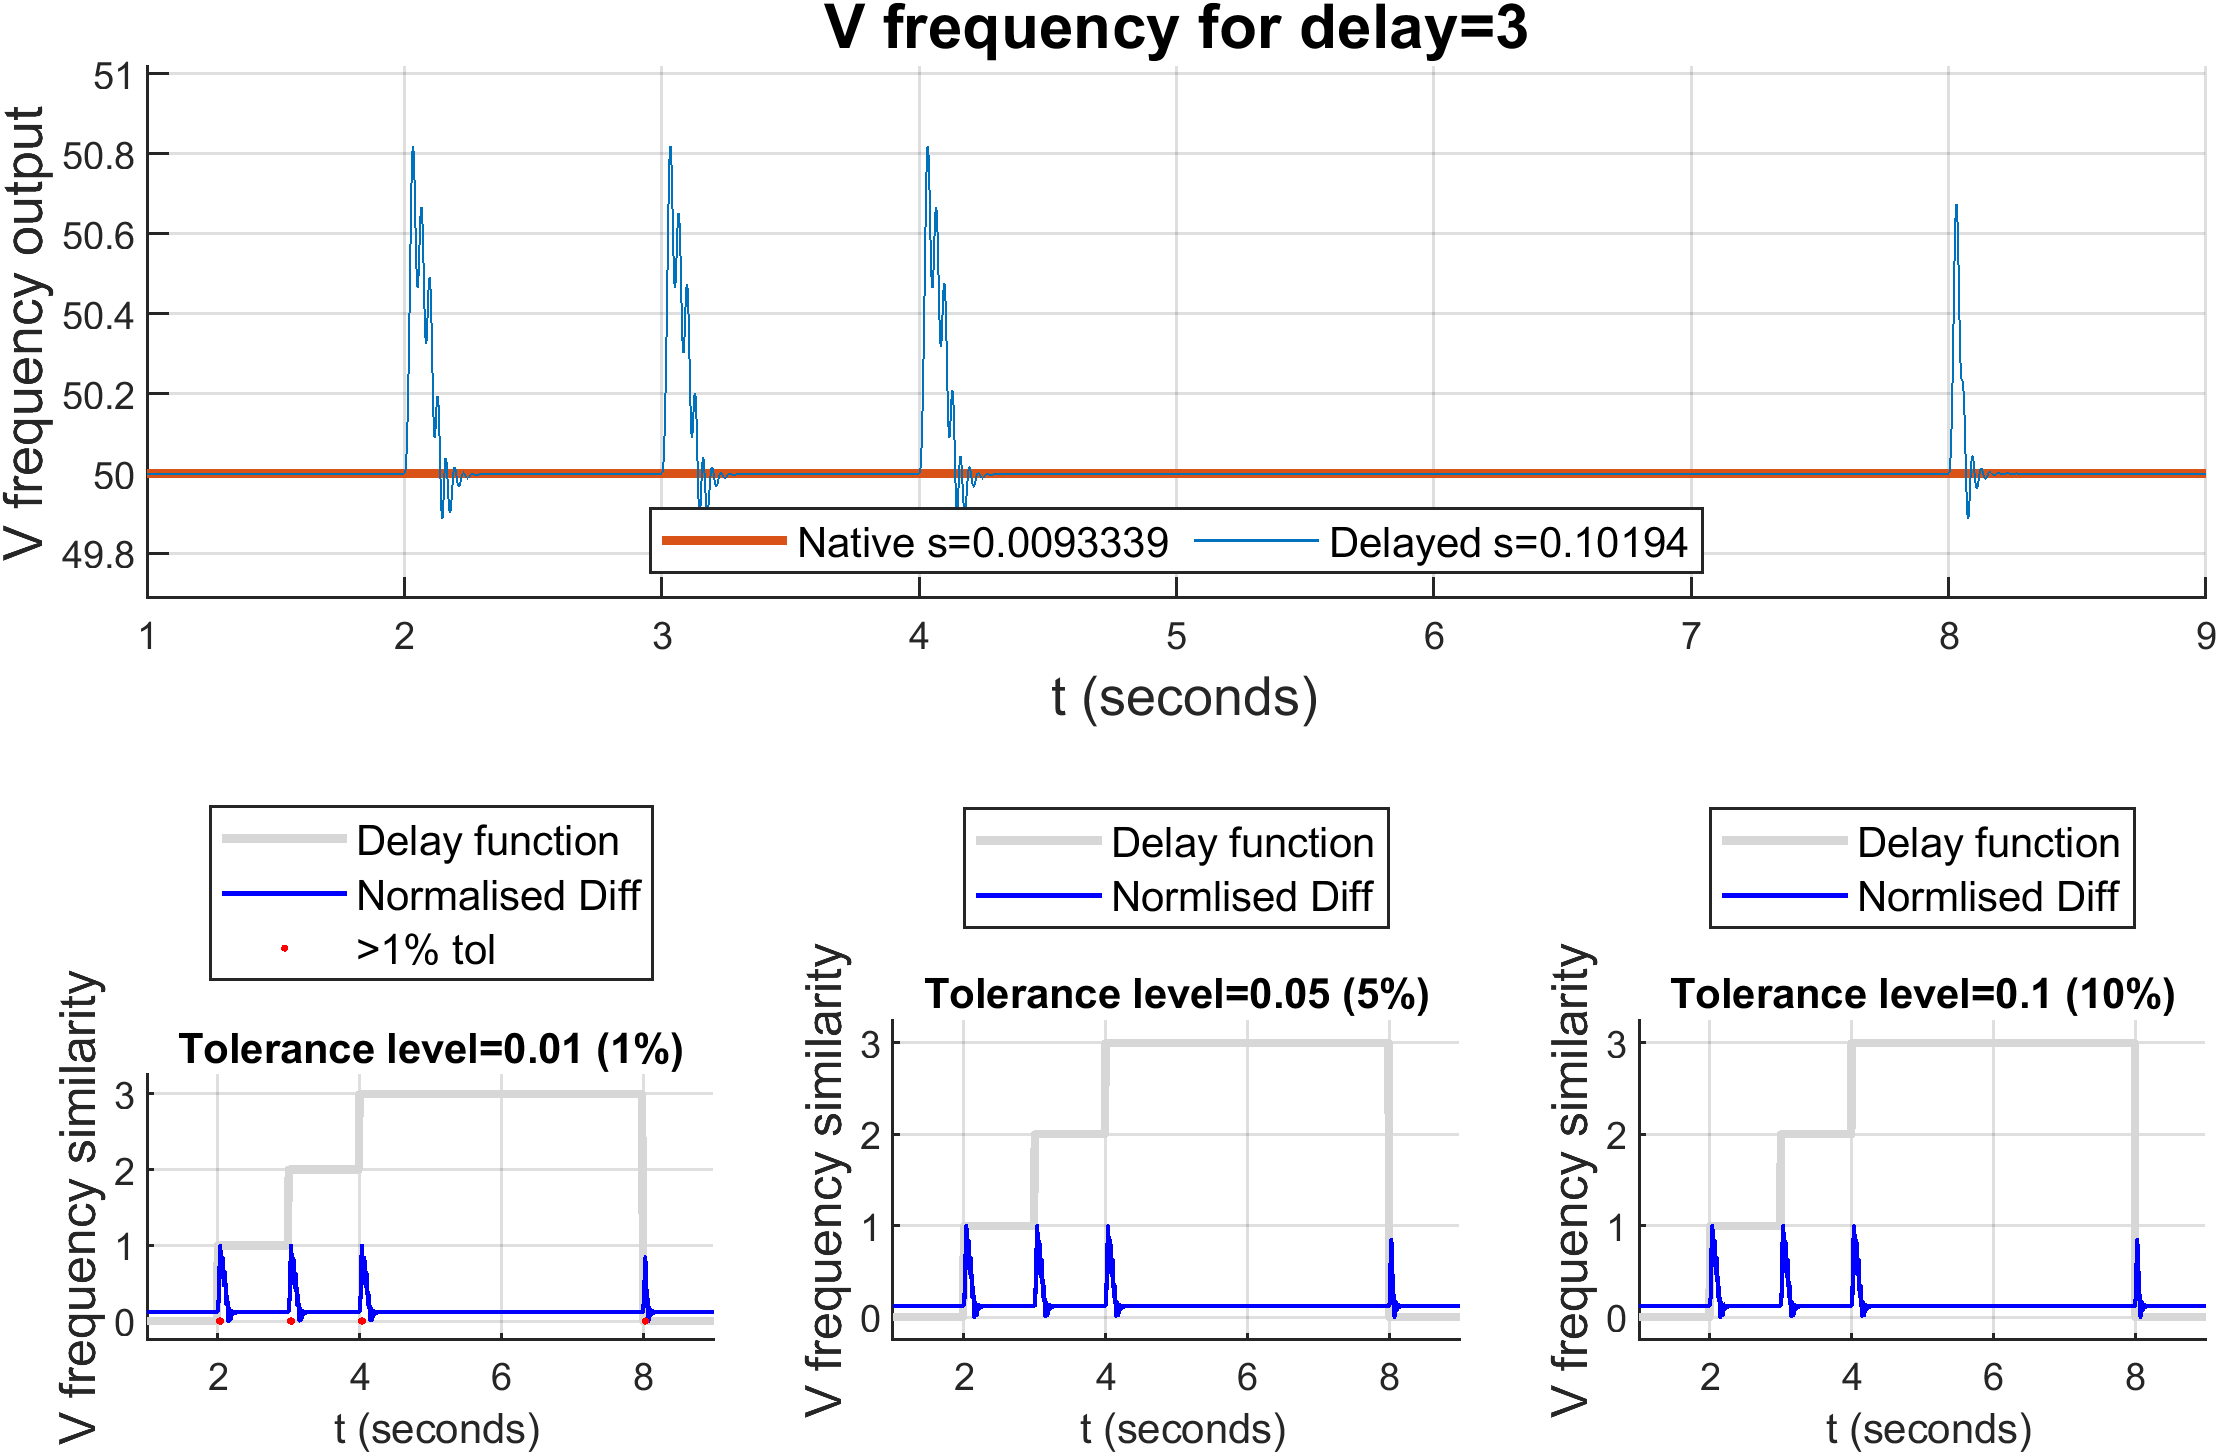 V frequency for delay=3
V frequency output
51
50.8
50.6
50.4
50.2
50
49.8
Native s=0.0093339 Delayed s=0.10194
1 2 3 4 5 6 7 8 9
t (seconds)
Delay function
Normalised Diff
>1% tol
Tolerance level=0.01 (1%)
V frequency similarity
3
2
1
0
2 4 6 8
t (seconds)
Delay function
Normlised Diff
Tolerance level=0.05 (5%)
V frequency similarity
3
2
1
0
2 4 6 8
t (seconds)
Delay function
Normlised Diff
Tolerance level=0.1 (10%)
V frequency similarity
3
2
1
0
2 4 6 8
t (seconds)